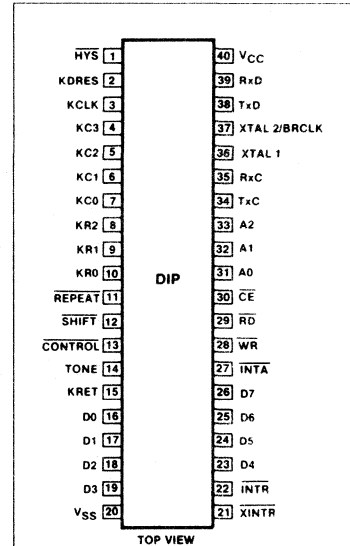 HYS 1 40 VCC
KDRES 2 39 RxD
KCLK 3 38 TxD
KC3 4 37 XTAL 2/BRCLK
KC2 5 36 XTAL 1
KC1 6 35 RxC
KC0 7 34 TxC
KR2 8 33 A2
KR1 9 32 A1
KR0 10 31 A0
DIP
REPEAT 11 30 CE
SHIFT 12 29 RD
CONTROL 13 28 WR
TONE 14 27 INTA
KRET 15 26 D7
D0 16 25 D6
D1 17 24 D5
D2 18 23 D4
D3 19 22 INTR
VSS 20 21 XINTR
TOP VIEW